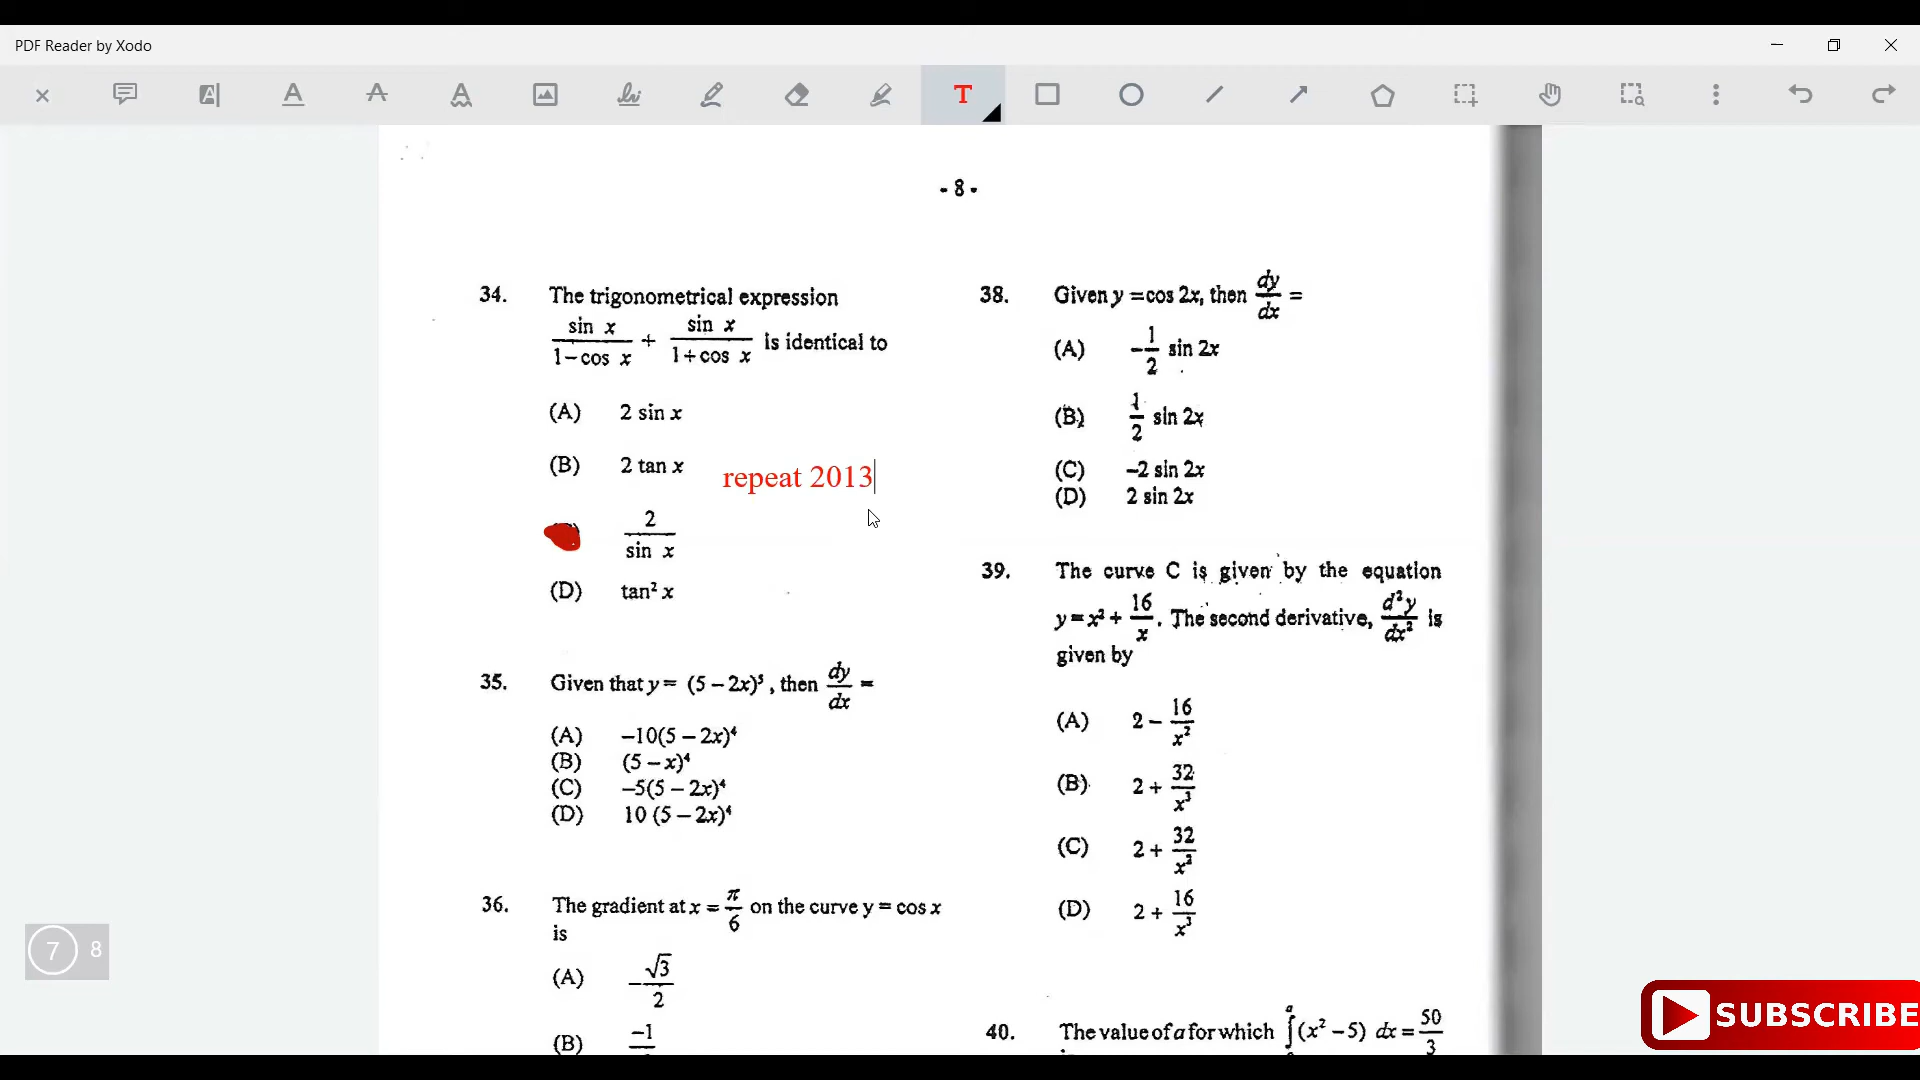 PDF Reader by Xodo
- 8 -
34. The trigonometrical expression
sin x / 1−cos x + sin x / 1+cos x is identical to
(A) 2 sin x
(B) 2 tan x
repeat 2013
2 / sin x
(D) tan² x
35. Given that y = (5 − 2x)⁵, then dy/dx =
(A) −10(5 − 2x)⁴
(B) (5 − x)⁴
(C) −5(5 − 2x)⁴
(D) 10 (5 − 2x)⁴
36. The gradient at x = π/6 on the curve y = cos x
is
(A) −√3/2
(B) −1
38. Given y = cos 2x, then dy/dx =
(A) −1/2 sin 2x
(B) 1/2 sin 2x
(C) −2 sin 2x
(D) 2 sin 2x
39. The curve C is given by the equation
y = x² + 16/x. The second derivative, d²y/dx² is
given by
(A) 2 − 16/x²
(B) 2 + 32/x³
(C) 2 + 32/x²
(D) 2 + 16/x³
40. The value of a for which ∫ a (x² − 5) dx = 50/3
7 8
SUBSCRIBE